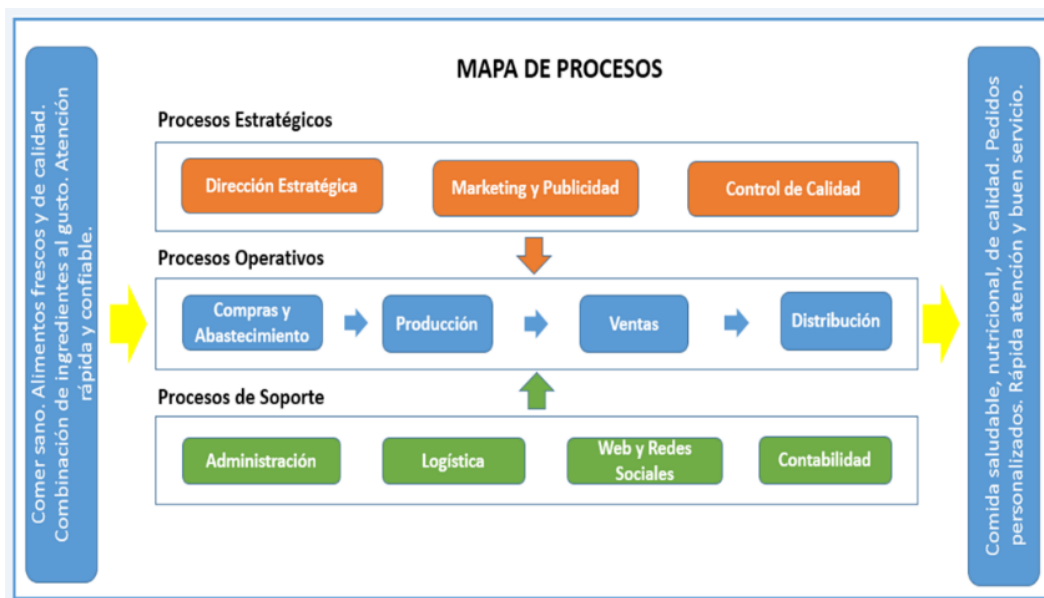 MAPA DE PROCESOS
Comer sano. Alimentos frescos y de calidad.
Combinación de ingredientes al gusto. Atención
rápida y confiable.
Procesos Estratégicos
Dirección Estratégica
Marketing y Publicidad
Control de Calidad
Procesos Operativos
Compras y
Abastecimiento
Producción
Ventas
Distribución
Procesos de Soporte
Administración
Logística
Web y Redes
Sociales
Contabilidad
Comida saludable, nutricional, de calidad. Pedidos
personalizados. Rápida atención y buen servicio.